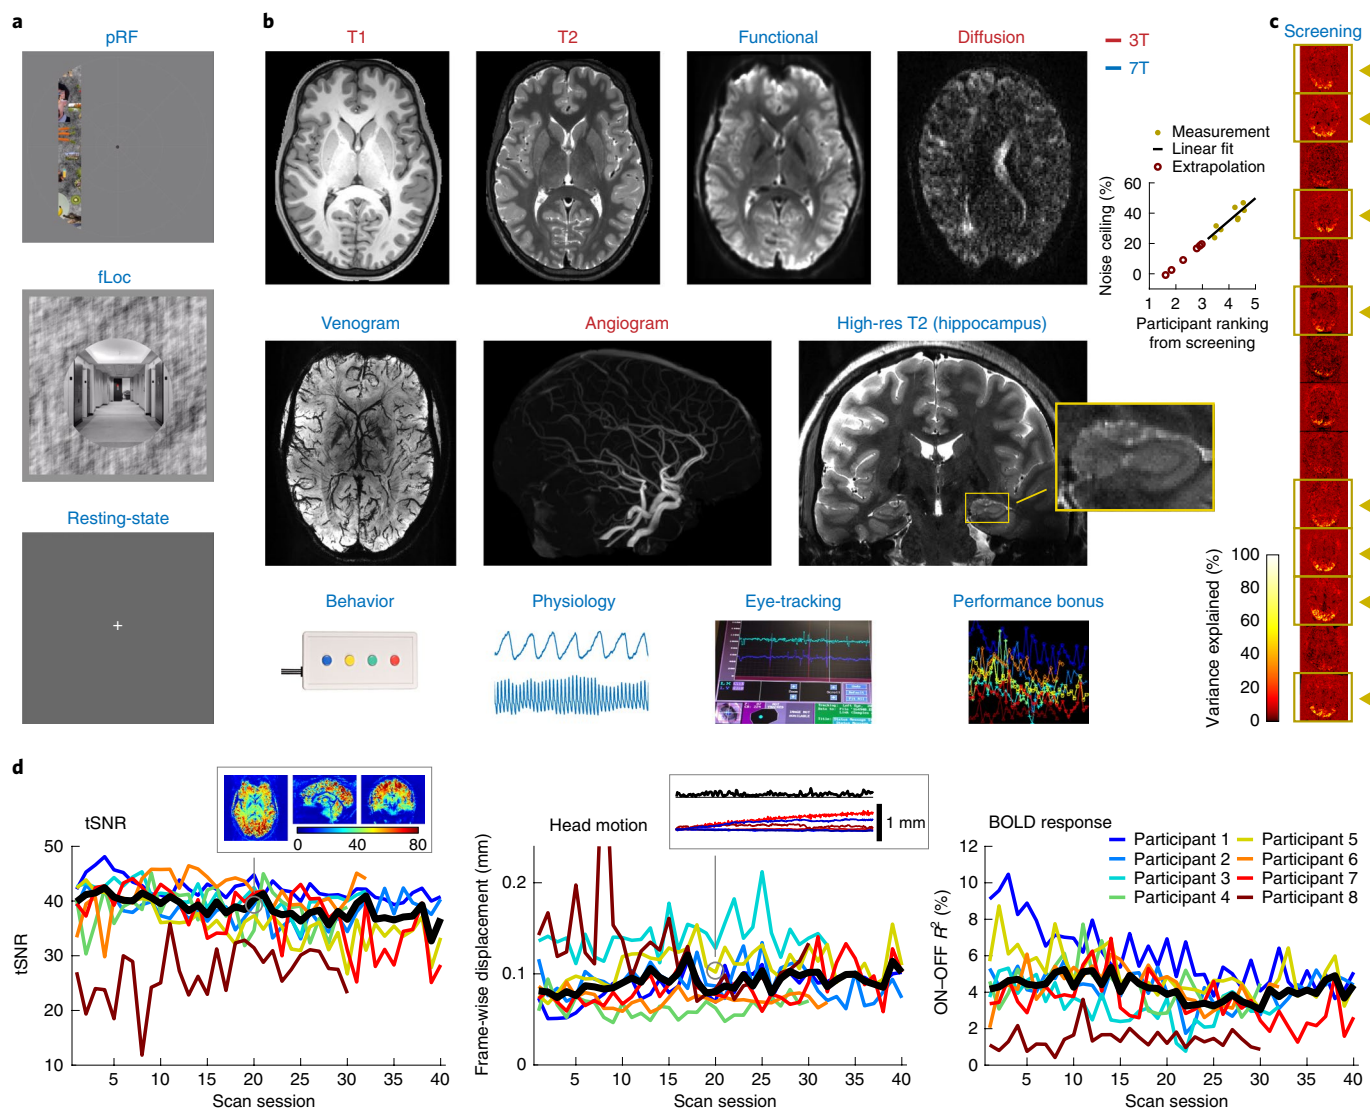 a
pRF
fLoc
Resting-state
b
T1
T2
Functional
Diffusion
3T
7T
Measurement
Linear fit
Extrapolation
Noise ceiling (%)
60
40
20
0
1 2 3 4 5
Participant ranking
from screening
Venogram
Angiogram
High-res T2 (hippocampus)
Behavior
Physiology
Eye-tracking
Performance bonus
c
Screening
Variance explained (%)
100
80
60
40
20
0
d
tSNR
0 40 80
tSNR
50
40
30
20
10
5 10 15 20 25 30 35 40
Scan session
Head motion
1 mm
Frame-wise displacement (mm)
0.2
0.1
0
5 10 15 20 25 30 35 40
Scan session
BOLD response
Participant 1
Participant 2
Participant 3
Participant 4
Participant 5
Participant 6
Participant 7
Participant 8
ON–OFF R² (%)
12
10
8
6
4
2
0
5 10 15 20 25 30 35 40
Scan session